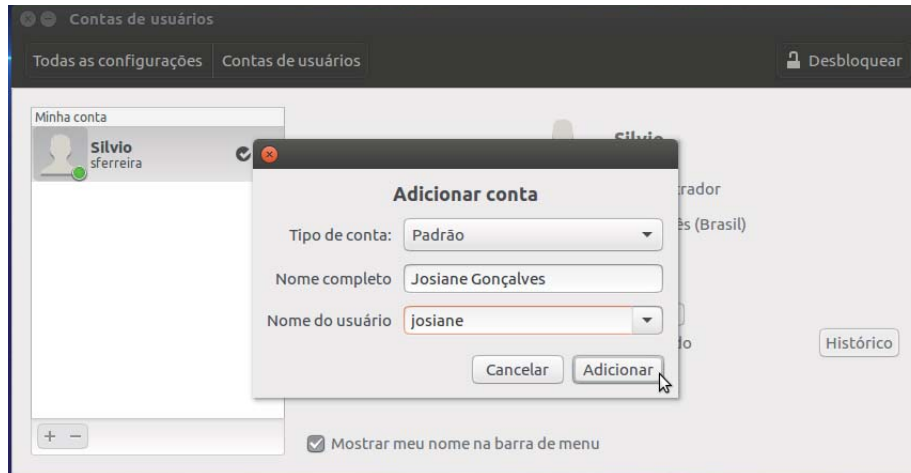 Contas de usuários
Todas as configurações Contas de usuários Desbloquear
Minha conta
Silvio
sferreira
Silvio
Adicionar conta
Tipo de conta: Padrão
Nome completo Josiane Gonçalves
Nome do usuário josiane
Cancelar Adicionar
(Brasil)
Histórico
Mostrar meu nome na barra de menu